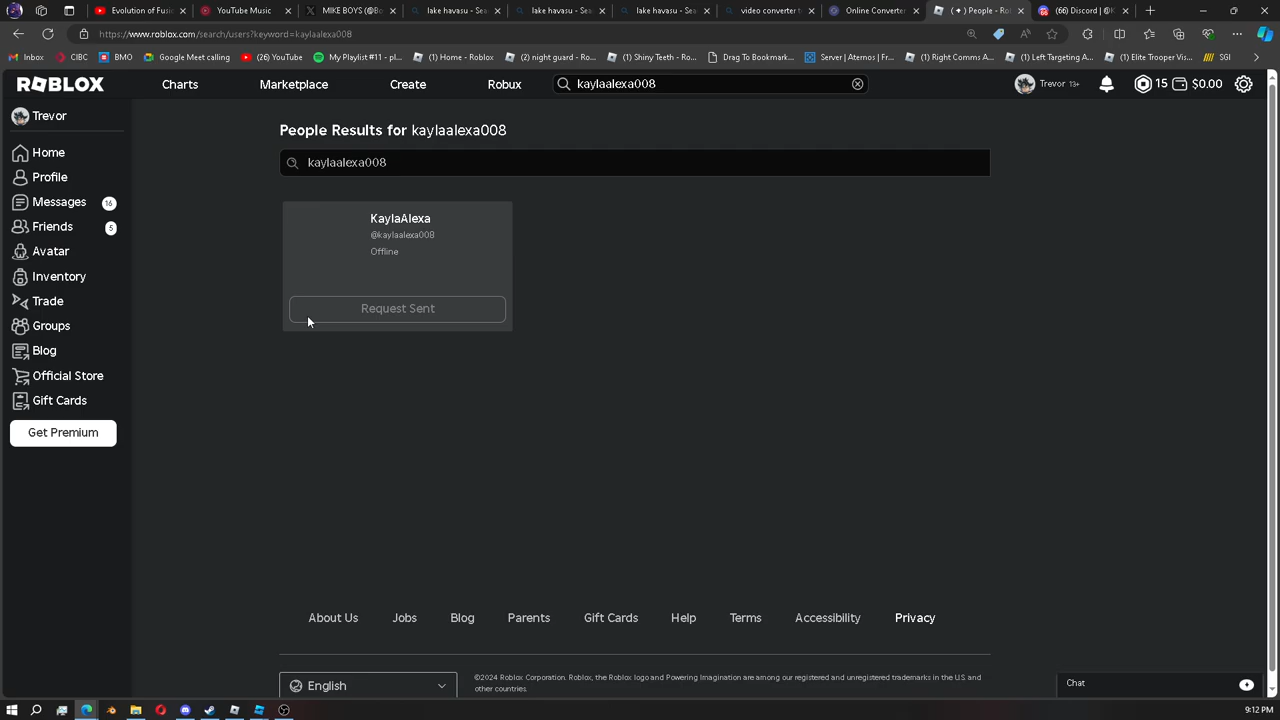 Evolution of Fusi
YouTube Music
MIKE BOYS (@Bo
lake havasu - Sea
lake havasu - Sea
lake havasu - Sea
video converter t
Online Converter
(✦) People - Rob
(66) Discord | @K
https://www.roblox.com/search/users?keyword=kaylaalexa008
Inbox
CIBC
BMO
Google Meet calling
(26) YouTube
My Playlist #11 - pl...
(1) Home - Roblox
(2) night guard - Ro...
(1) Shiny Teeth - Ro...
Drag To Bookmark...
Server | Aternos | Fr...
(1) Right Comms A...
(1) Left Targeting A...
(1) Elite Trooper Vis...
SGI
ROBLOX
Charts
Marketplace
Create
Robux
kaylaalexa008
Trevor 13+
15
$0.00
Trevor
Home
Profile
Messages 16
Friends 5
Avatar
Inventory
Trade
Groups
Blog
Official Store
Gift Cards
Get Premium
People Results for kaylaalexa008
kaylaalexa008
KaylaAlexa
@kaylaalexa008
Offline
Request Sent
About Us
Jobs
Blog
Parents
Gift Cards
Help
Terms
Accessibility
Privacy
English
©2024 Roblox Corporation. Roblox, the Roblox logo and Powering Imagination are among our registered and unregistered trademarks in the U.S. and
other countries.
Chat
9:12 PM